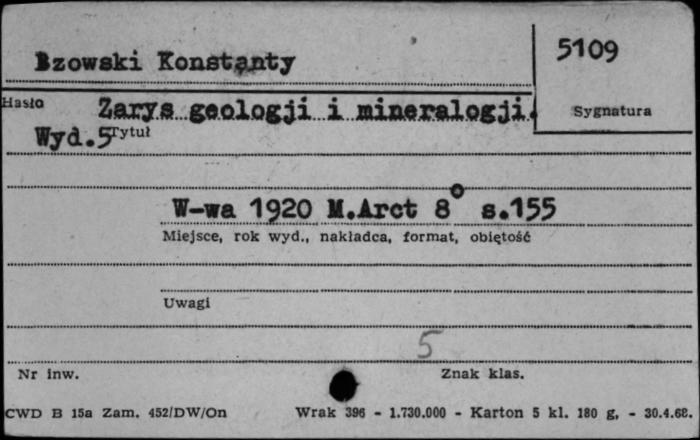 Bzowski Konstanty
5109
Hasło
Zarys geologji i mineralogji.
Sygnatura
Wyd.5
Tytuł
W-wa 1920 M.Arct 8° s.155
Miejsce, rok wyd., nakładca, format, objętość
Uwagi
5
Nr inw.
Znak klas.
CWD B 15a Zam. 452/DW/On
Wrak 396 - 1.730.000 - Karton 5 kl. 180 g, - 30.4.68.